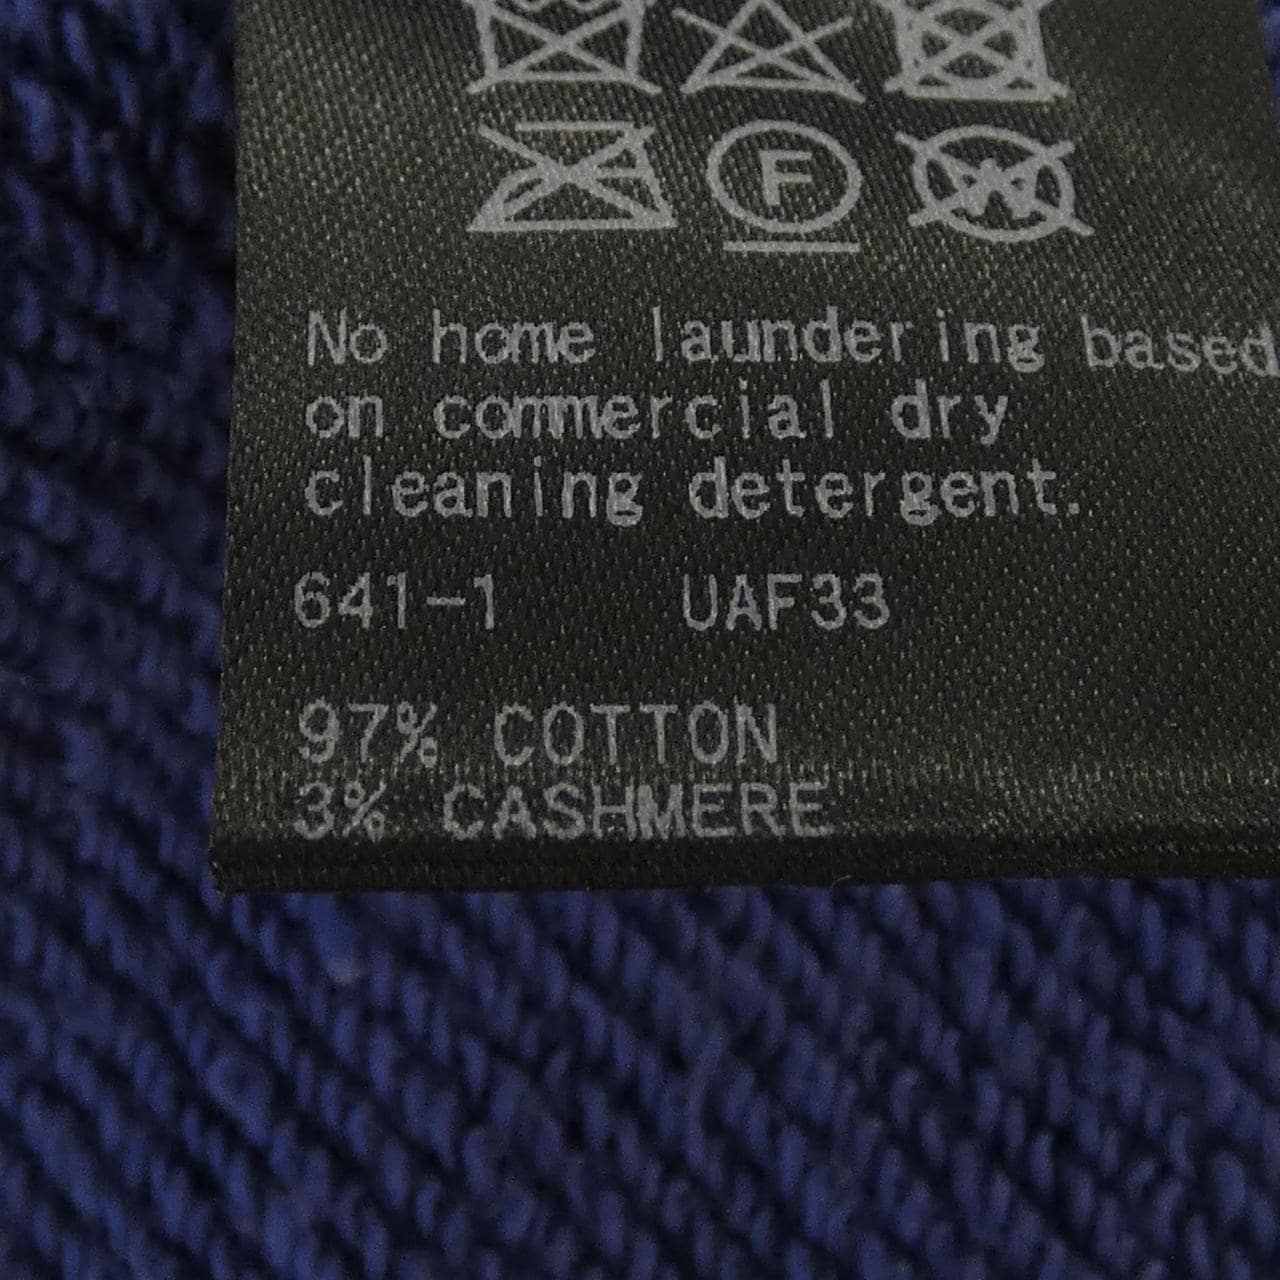 F
W
No home laundering based
on commercial dry
cleaning detergent.
641-1 UAF33
97% COTTON
3% CASHMERE